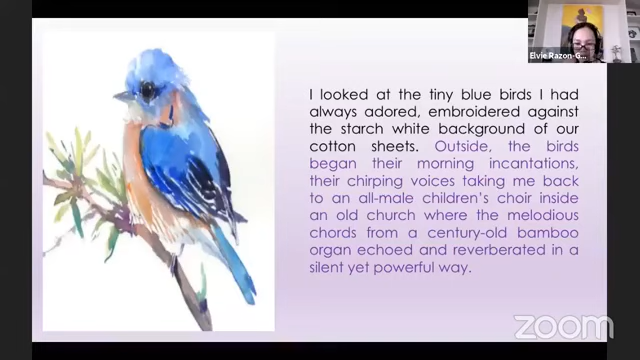 Elvie Razon-G...
I looked at the tiny blue birds I had
always adored, embroidered against
the starch white background of our
cotton sheets. Outside, the birds
began their morning incantations,
their chirping voices taking me back
to an all-male children's choir inside
an old church where the melodious
chords from a century-old bamboo
organ echoed and reverberated in a
silent yet powerful way.
zoom